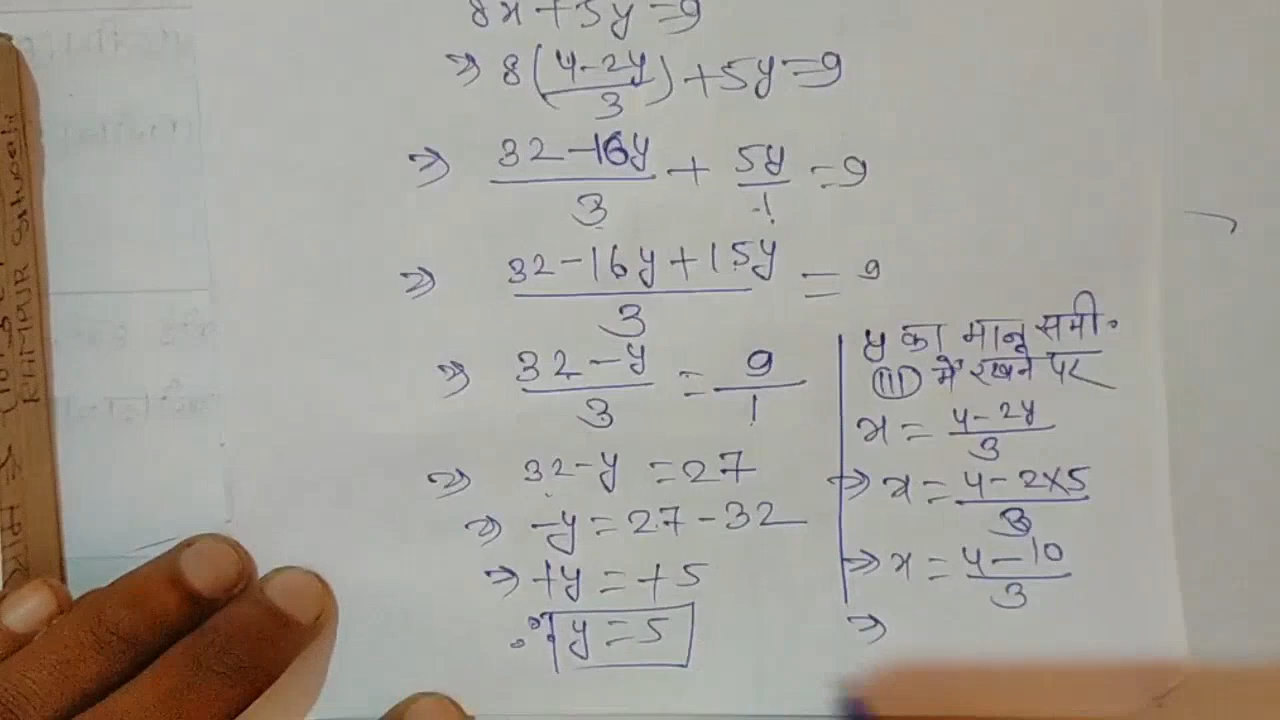 8x+5y=9
⇒ 8(4-2y/3)+5y=9
⇒ 32-16y/3 + 5y/1 =9
⇒ 32-16y+15y/3 = 9
⇒ 32-y/3 = 9/1
⇒ 32-y =27
⇒ -y=27-32
⇒ +y=+5
∴ y=5
y का मान समी.
(III) में रखने पर
x= 4-2y/3
⇒ x= 4-2×5/3
⇒ x= 4-10/3
⇒
RHIMPUR